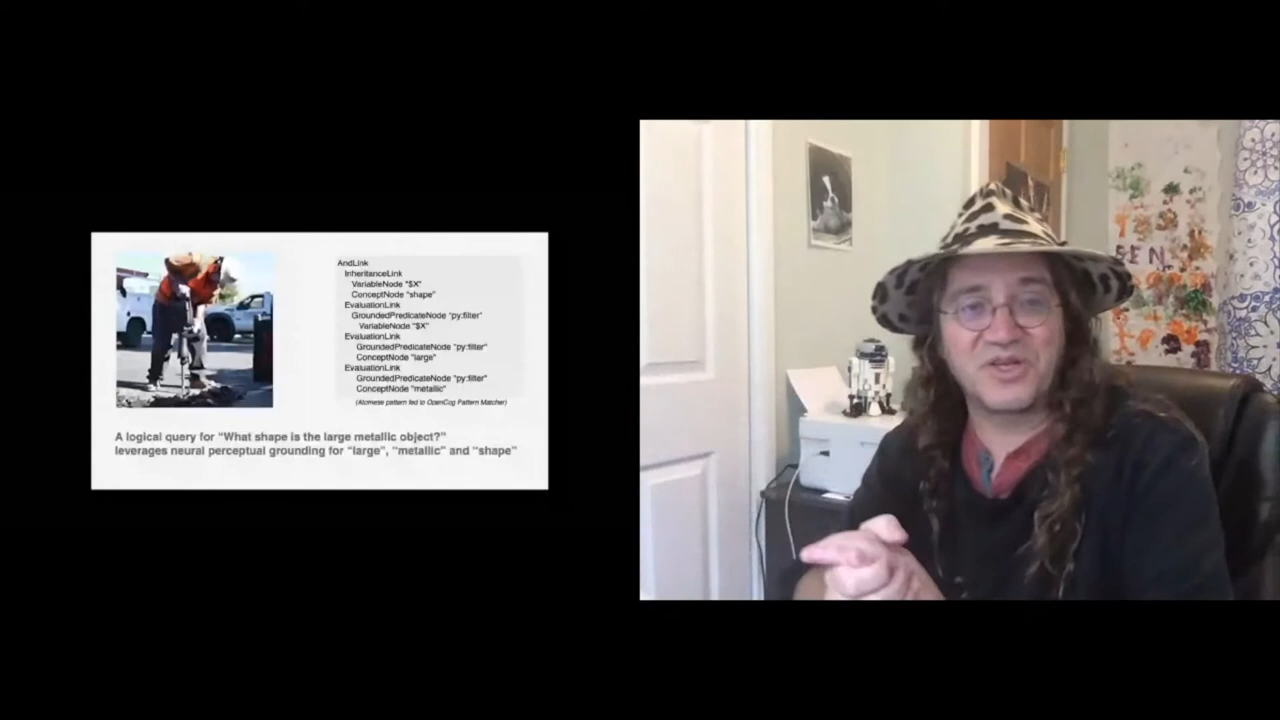 AndLink
InheritanceLink
VariableNode "$X"
ConceptNode "shape"
EvaluationLink
GroundedPredicateNode "py:filter"
VariableNode "$X"
EvaluationLink
GroundedPredicateNode "py:filter"
ConceptNode "large"
EvaluationLink
GroundedPredicateNode "py:filter"
ConceptNode "metallic"
(Atomese pattern fed to OpenCog Pattern Matcher)
A logical query for "What shape is the large metallic object?"
leverages neural perceptual grounding for "large", "metallic" and "shape"
BEN